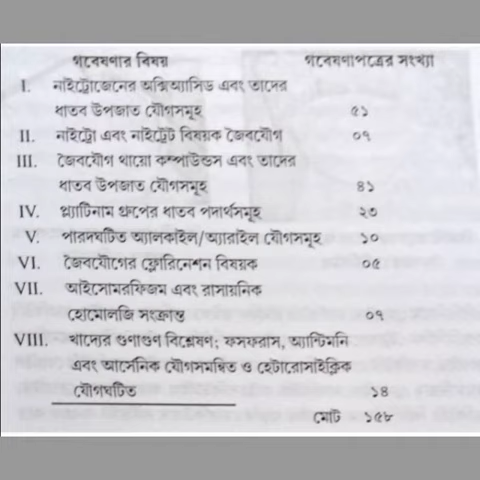 গবেষণার বিষয় গবেষণাপত্রের সংখ্যা
I. নাইট্রোজেনের অক্সিঅ্যাসিড এবং তাদের
ধাতব উপজাত যৌগসমূহ ৫১
II. নাইট্রো এবং নাইট্রেট বিষয়ক জৈবযৌগ ০৭
III. জৈবযৌগ থায়ো কম্পাউন্ডস এবং তাদের
ধাতব উপজাত যৌগসমূহ ৪১
IV. প্ল্যাটিনাম গ্রুপের ধাতব পদার্থসমূহ ২৩
V. পারদঘটিত অ্যালকাইল/অ্যারাইল যৌগসমূহ ১০
VI. জৈবযৌগের ফ্লোরিনেশন বিষয়ক ০৫
VII. আইসোমরফিজম এবং রাসায়নিক
হোমোলজি সংক্রান্ত ০৭
VIII. খাদ্যের গুণাগুণ বিশ্লেষণ; ফসফরাস, অ্যান্টিমনি
এবং আর্সেনিক যৌগসমন্বিত ও হেটারোসাইক্লিক
যৌগঘটিত ১৪
মোট ১৫৮